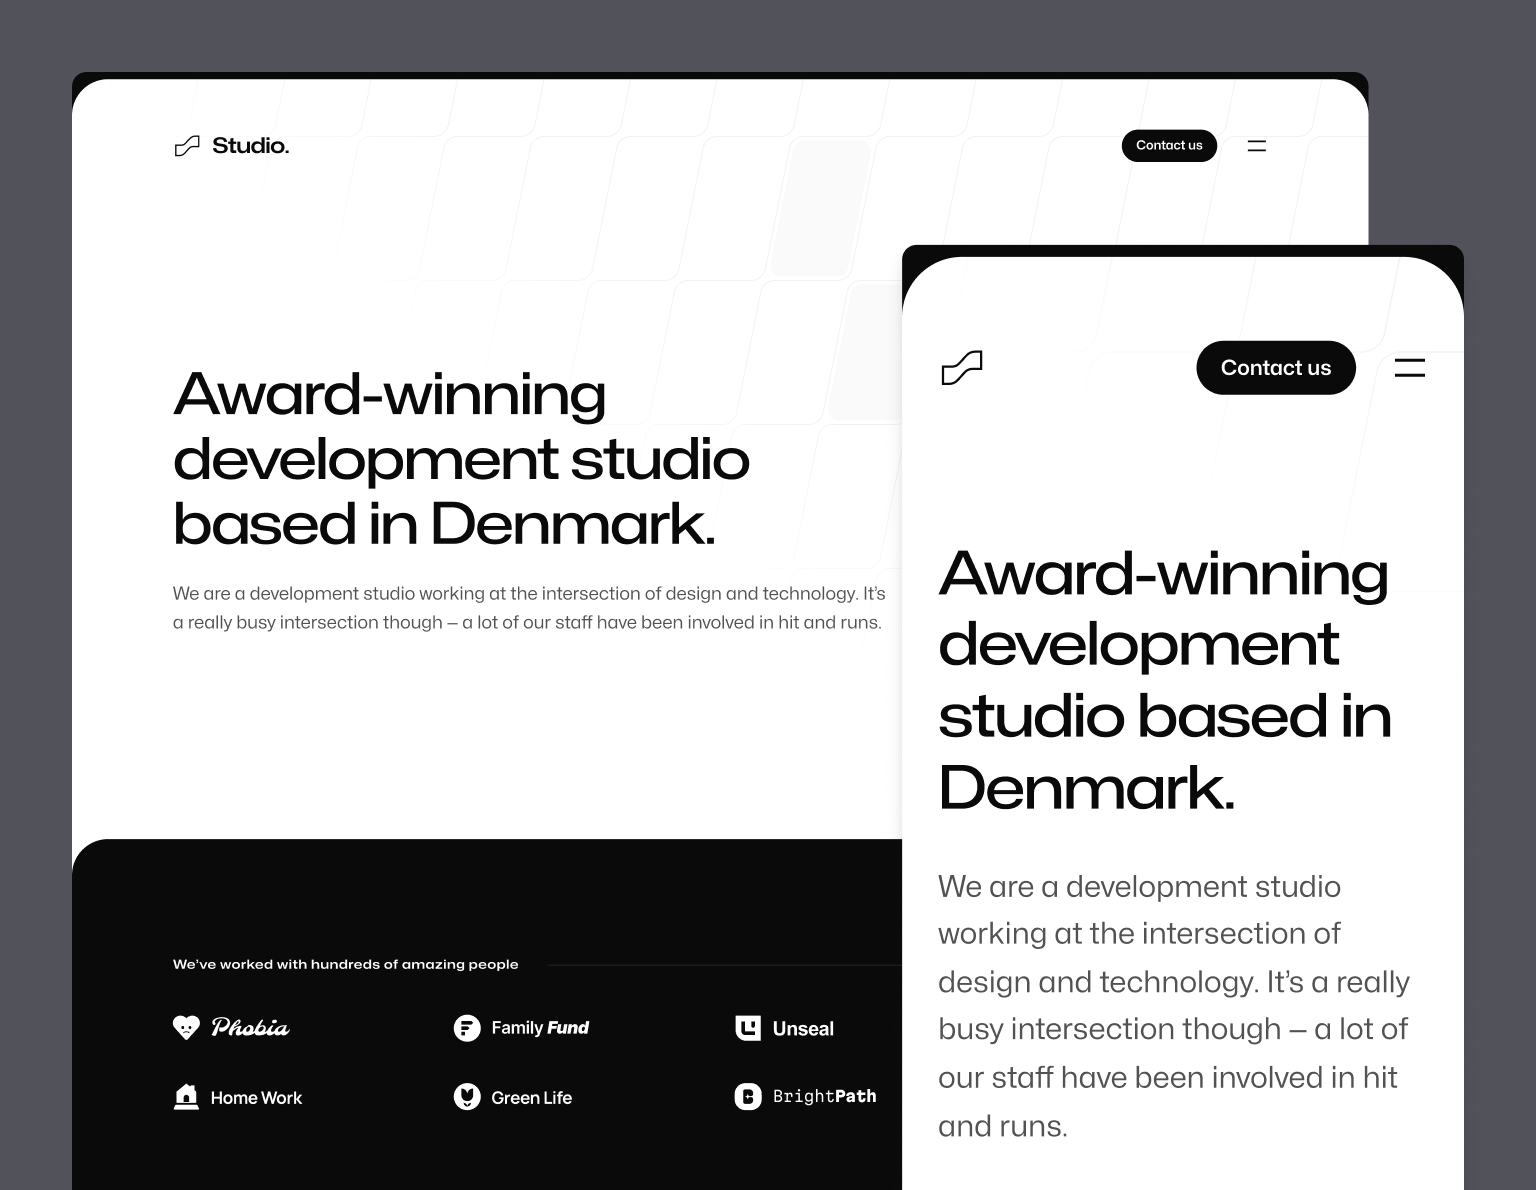 Studio.
Contact us
Award-winning
development studio
based in Denmark.
We are a development studio working at the intersection of design and technology. It’s
a really busy intersection though — a lot of our staff have been involved in hit and runs.
We’ve worked with hundreds of amazing people
Phobia
Family Fund
Unseal
Home Work
Green Life
BrightPath
Contact us
Award-winning
development
studio based in
Denmark.
We are a development studio
working at the intersection of
design and technology. It’s a really
busy intersection though — a lot of
our staff have been involved in hit
and runs.